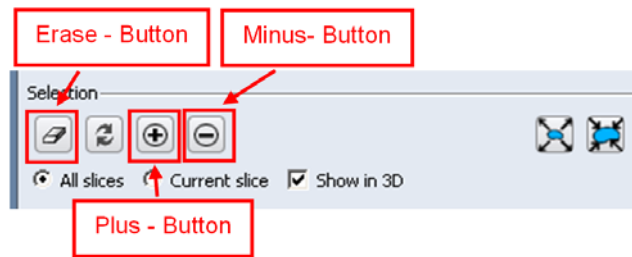 Erase - Button
Minus- Button
Selection
All slices Current slice Show in 3D
Plus - Button